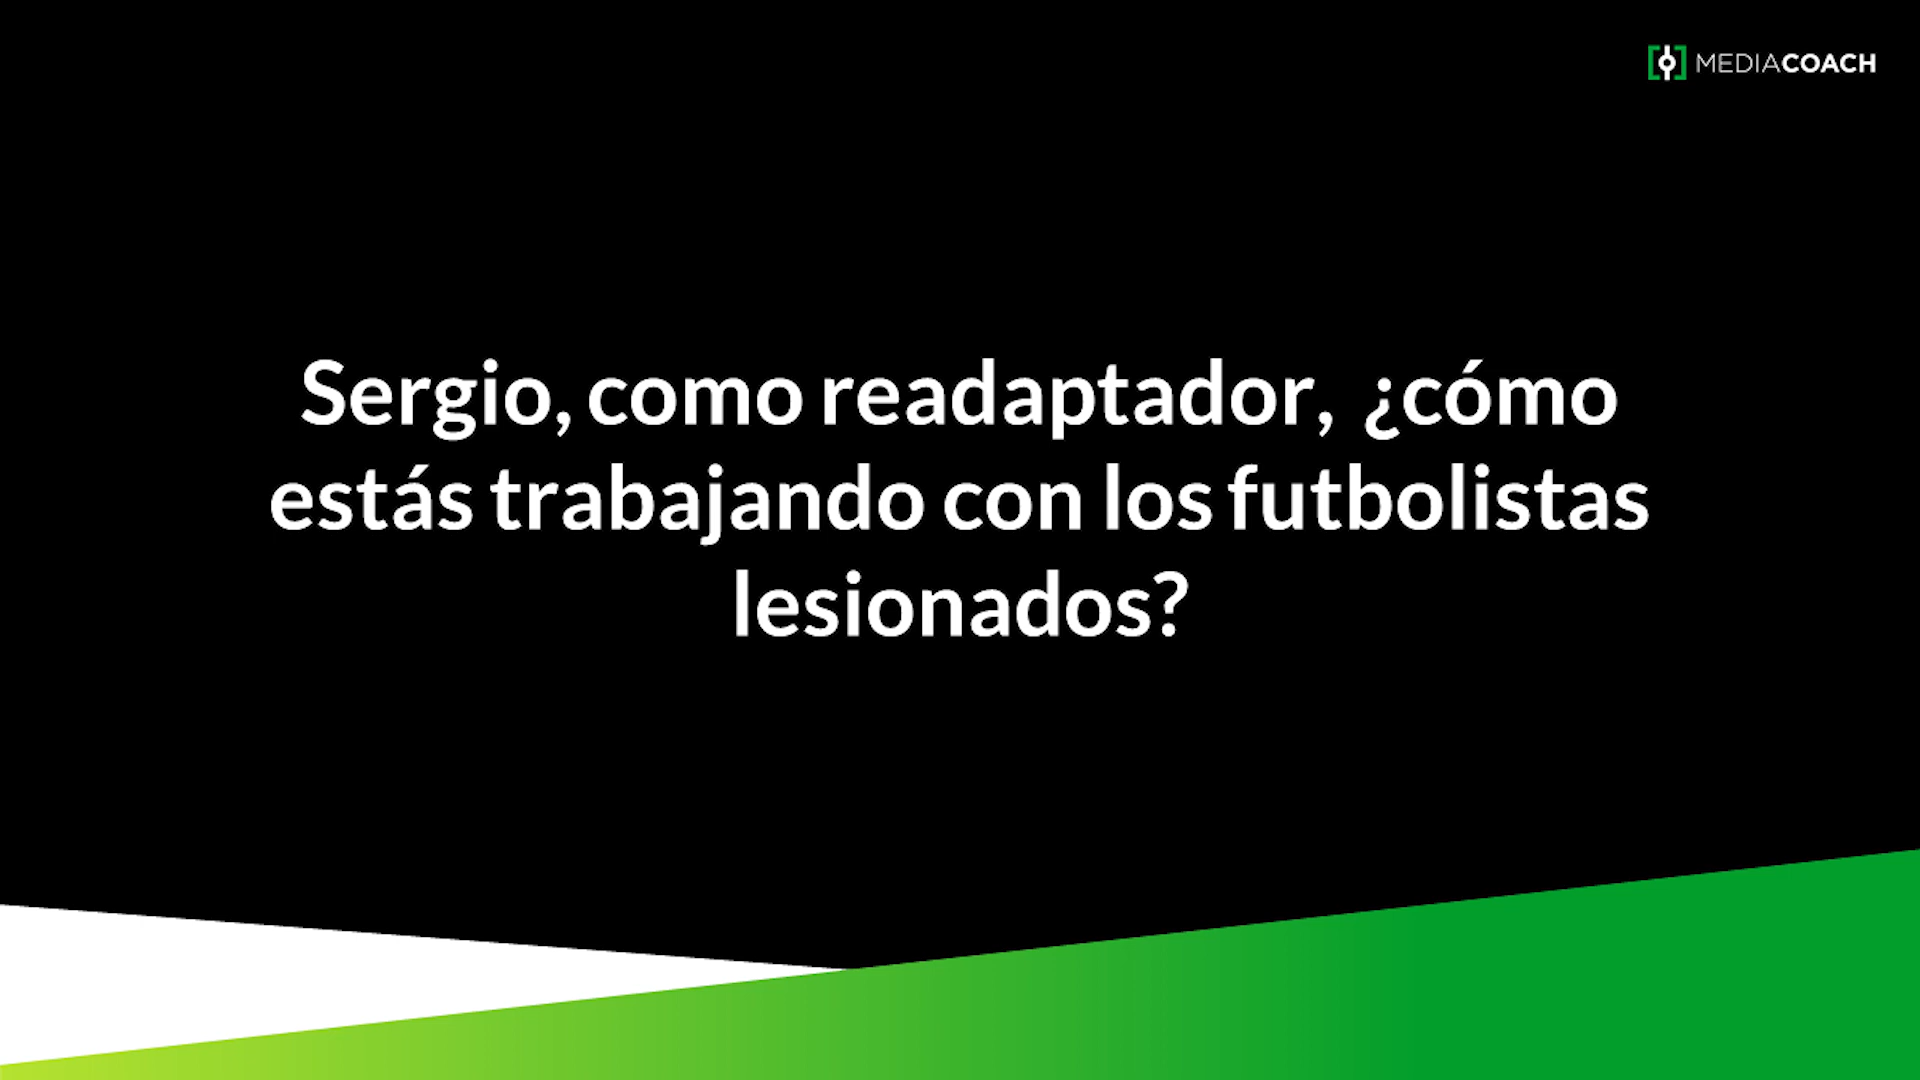 MEDIACOACH
Sergio, como readaptador, ¿cómo
estás trabajando con los futbolistas
lesionados?